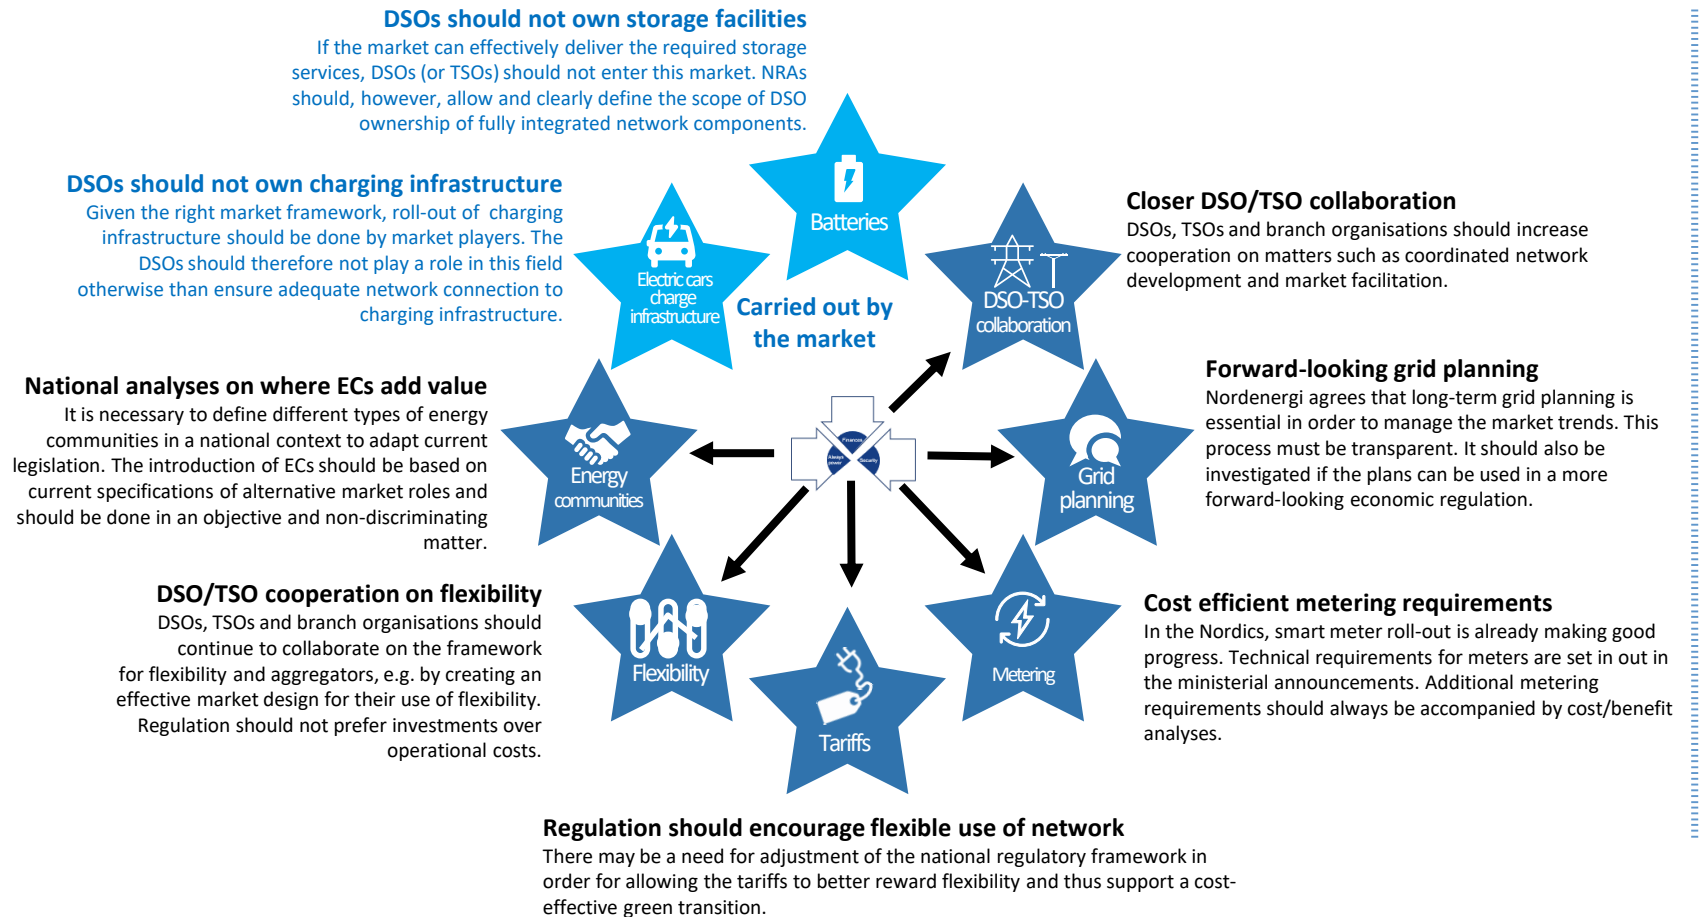 DSOs should not own storage facilities
If the market can effectively deliver the required storage
services, DSOs (or TSOs) should not enter this market. NRAs
should, however, allow and clearly define the scope of DSO
ownership of fully integrated network components.
Batteries
DSOs should not own charging infrastructure
Given the right market framework, roll-out of charging
infrastructure should be done by market players. The
DSOs should therefore not play a role in this field
otherwise than ensure adequate network connection to
charging infrastructure.
Electric cars
charge
infrastructure
Carried out by
the market
DSO-TSO
collaboration
Closer DSO/TSO collaboration
DSOs, TSOs and branch organisations should increase
cooperation on matters such as coordinated network
development and market facilitation.
National analyses on where ECs add value
It is necessary to define different types of energy
communities in a national context to adapt current
legislation. The introduction of ECs should be based on
current specifications of alternative market roles and
should be done in an objective and non-discriminating
matter.
Energy
communities
Finances
Always
power
Security
Grid
planning
Forward-looking grid planning
Nordenergi agrees that long-term grid planning is
essential in order to manage the market trends. This
process must be transparent. It should also be
investigated if the plans can be used in a more
forward-looking economic regulation.
DSO/TSO cooperation on flexibility
DSOs, TSOs and branch organisations should
continue to collaborate on the framework
for flexibility and aggregators, e.g. by creating an
effective market design for their use of flexibility.
Regulation should not prefer investments over
operational costs.
Flexibility
Tariffs
Metering
Cost efficient metering requirements
In the Nordics, smart meter roll-out is already making good
progress. Technical requirements for meters are set in out in
the ministerial announcements. Additional metering
requirements should always be accompanied by cost/benefit
analyses.
Regulation should encourage flexible use of network
There may be a need for adjustment of the national regulatory framework in
order for allowing the tariffs to better reward flexibility and thus support a cost-
effective green transition.